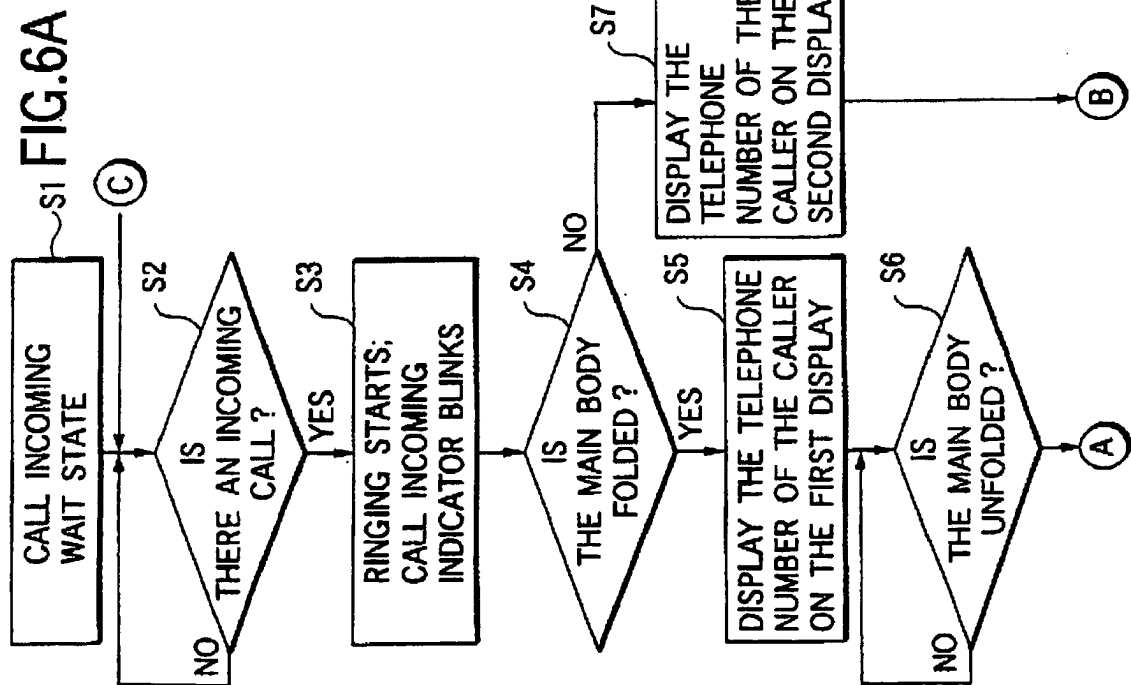 FIG.6A
S1
CALL INCOMING
WAIT STATE
C
S2
IS
THERE AN INCOMING
CALL?
NO
YES
S3
RINGING STARTS;
CALL INCOMING
INDICATOR BLINKS
S4
IS
THE MAIN BODY
FOLDED?
NO
YES
S5
DISPLAY THE TELEPHONE
NUMBER OF THE CALLER
ON THE FIRST DISPLAY
S6
IS
THE MAIN BODY
UNFOLDED?
NO
A
S7
DISPLAY THE
TELEPHONE
NUMBER OF THE
CALLER ON THE
SECOND DISPLA
B